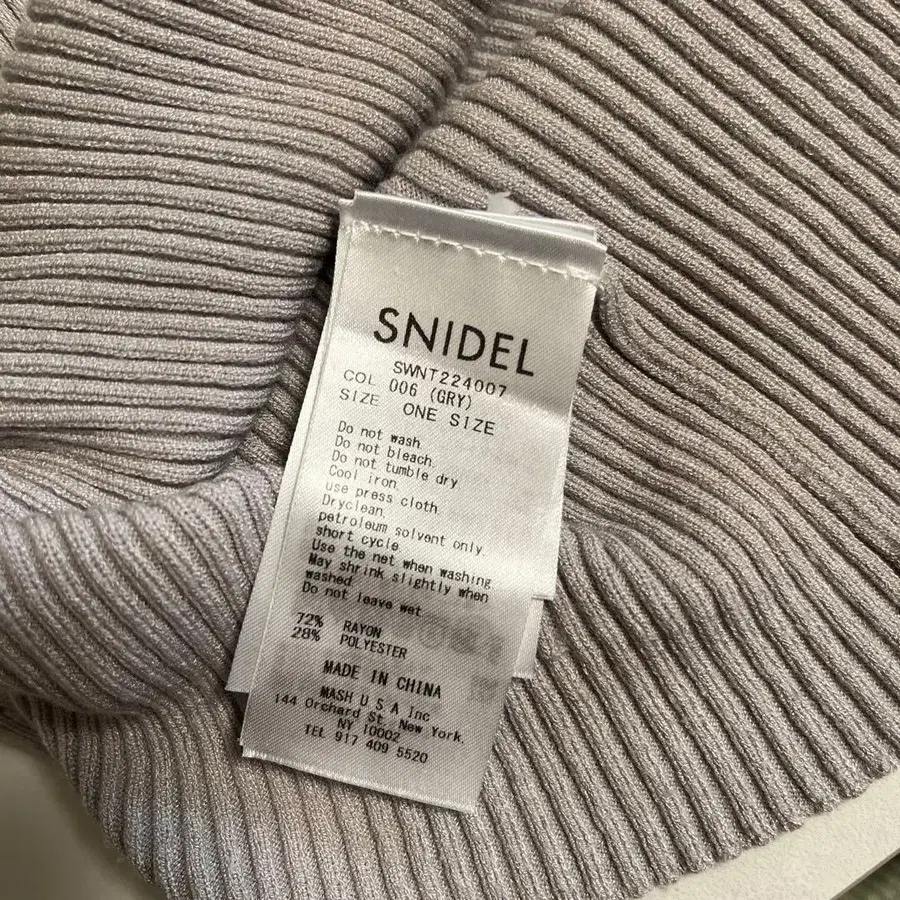 SNIDEL
SWNT224007
COL 006 (GRY)
SIZE ONE SIZE
Do not wash
Do not bleach
Do not tumble dry
Cool iron
use press cloth
Dryclean
petroleum solvent only.
short cycle
Use the net when washing
May shrink slightly when
washed
Do not leave wet
72% RAYON
28% POLYESTER
MADE IN CHINA
MASH U S A Inc
144 Orchard St, New York.
NY 10002
TEL 917 409 5520